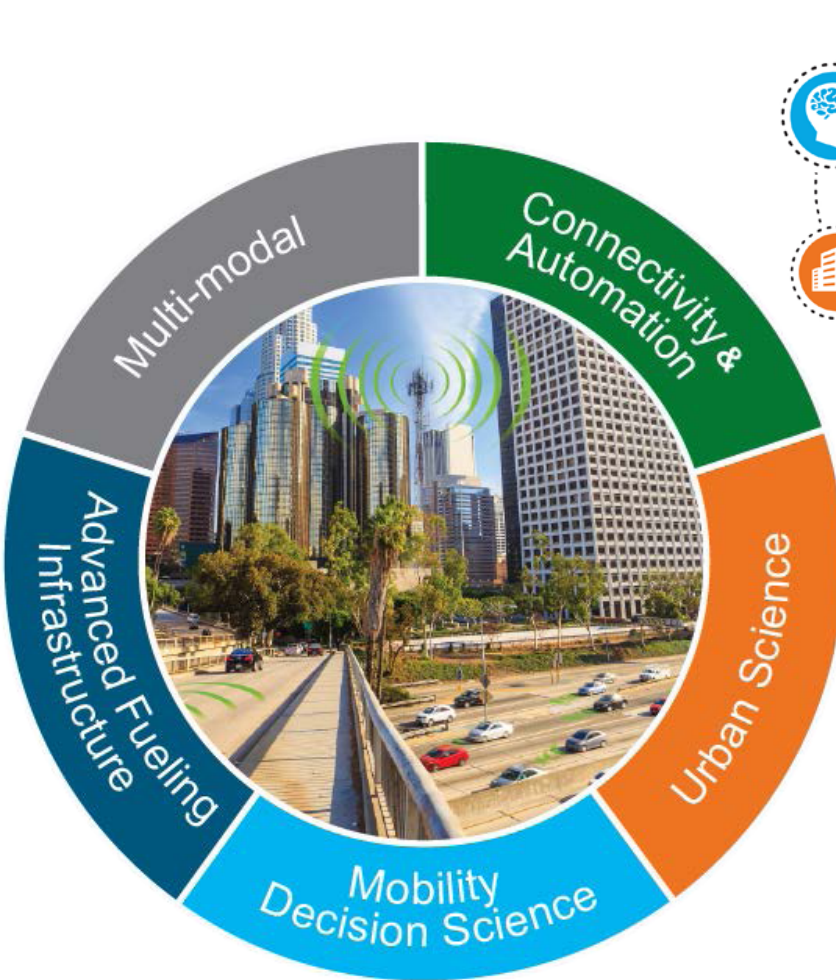 Multi-modal
Connectivity &
Automation
Urban Science
Mobility
Decision Science
Advanced Fueling
Infrastructure